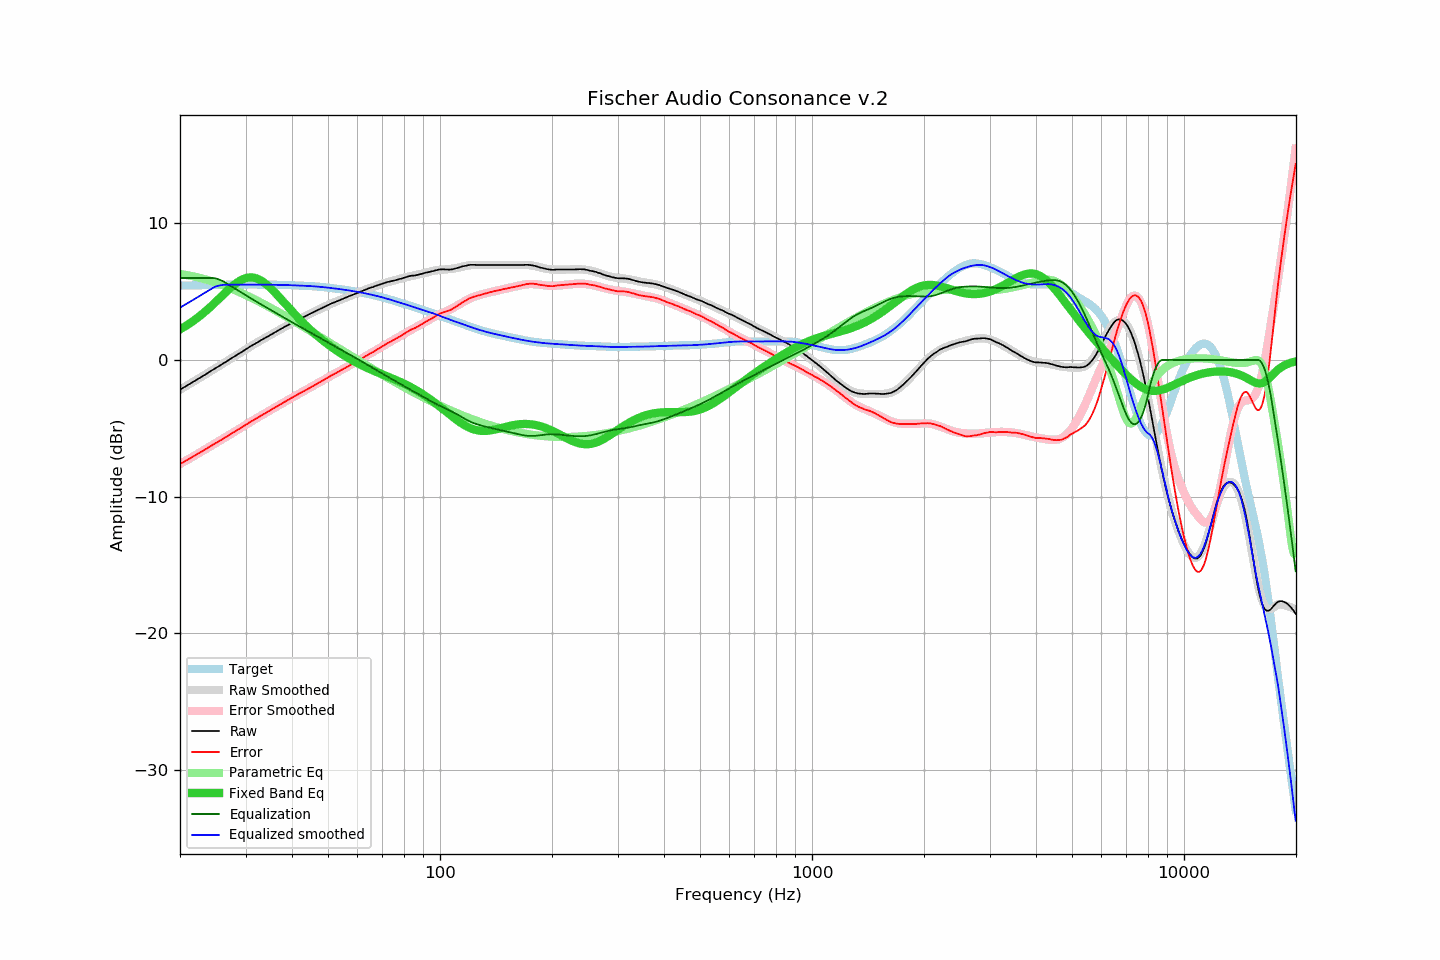 Fischer Audio Consonance v.2
Amplitude (dBr)
10
0
−10
−20
−30
Target
Raw Smoothed
Error Smoothed
Raw
Error
Parametric Eq
Fixed Band Eq
Equalization
Equalized smoothed
100 1000 10000
Frequency (Hz)